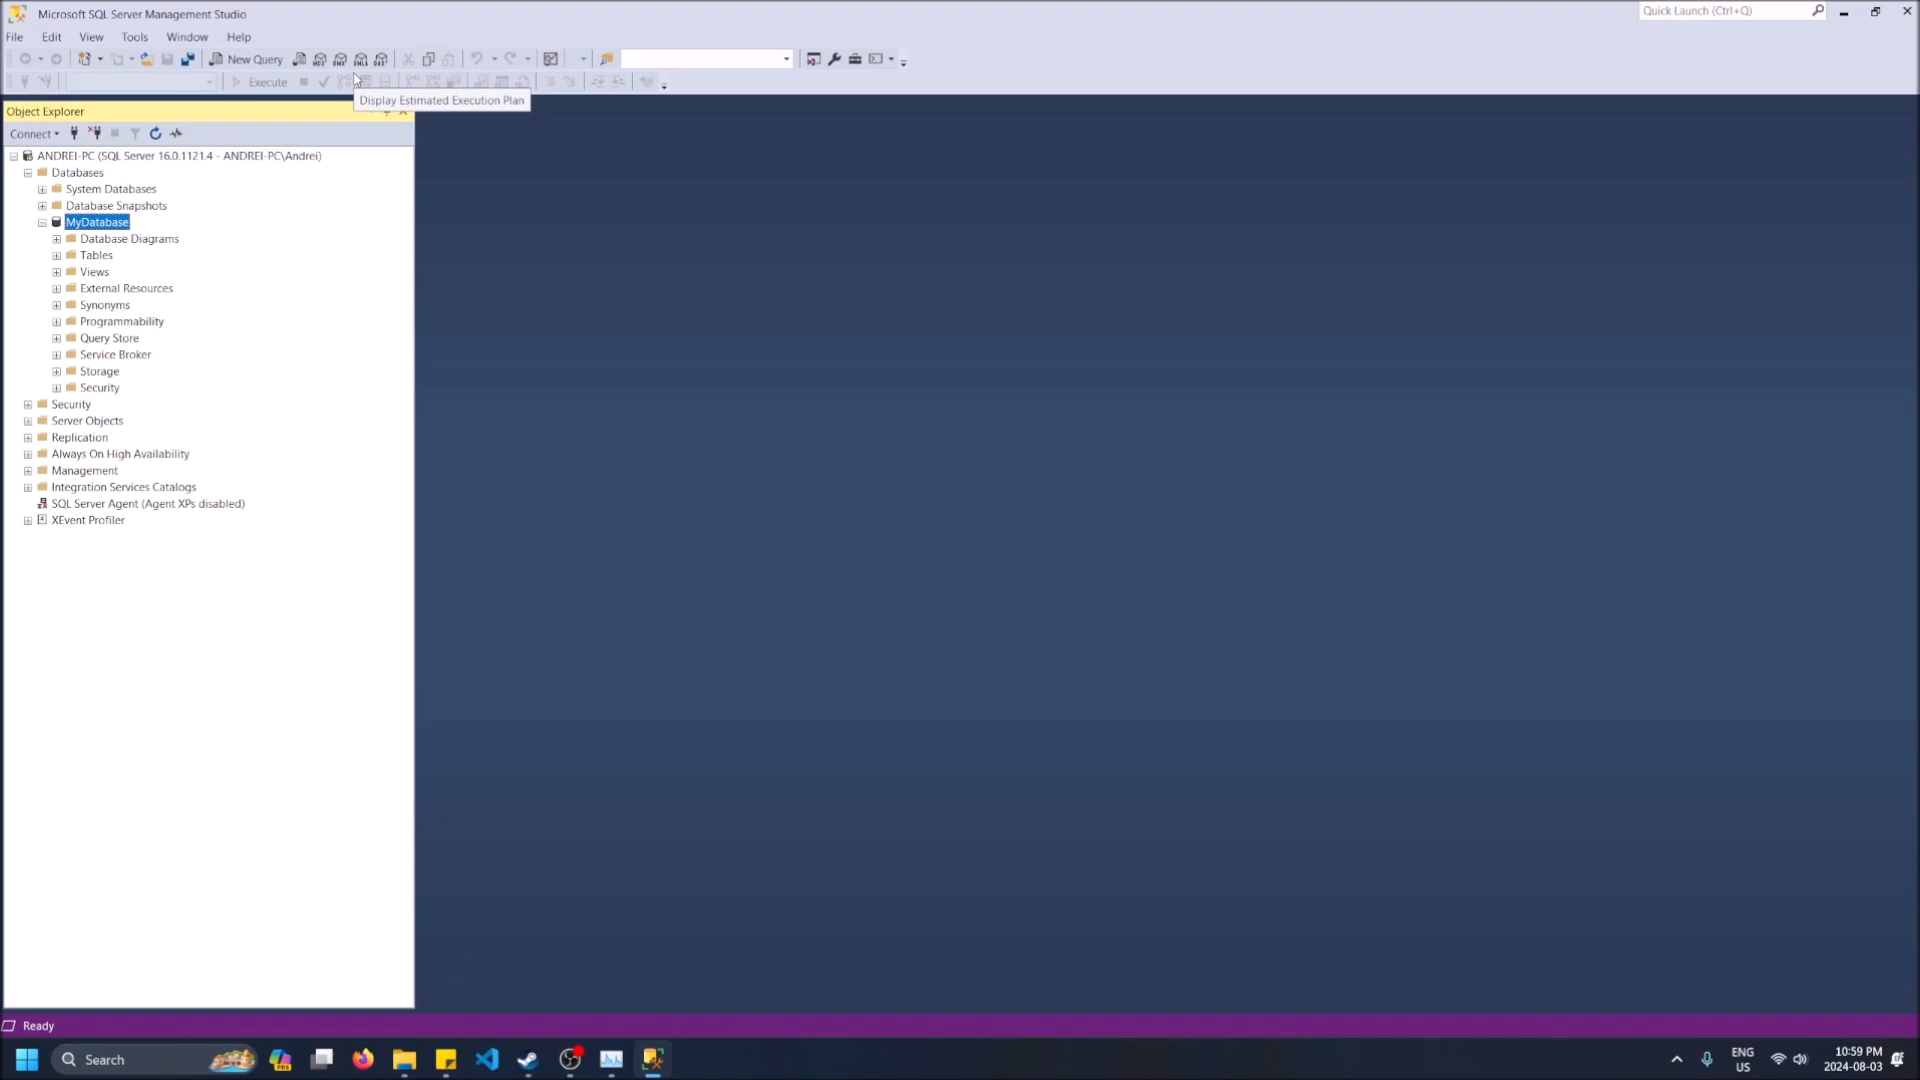 Microsoft SQL Server Management Studio
Quick Launch (Ctrl+Q)
File Edit View Tools Window Help
New Query
Execute
Display Estimated Execution Plan
Object Explorer
Connect
ANDREI-PC (SQL Server 16.0.1121.4 - ANDREI-PC\Andrei)
Databases
System Databases
Database Snapshots
MyDatabase
Database Diagrams
Tables
Views
External Resources
Synonyms
Programmability
Query Store
Service Broker
Storage
Security
Security
Server Objects
Replication
Always On High Availability
Management
Integration Services Catalogs
SQL Server Agent (Agent XPs disabled)
XEvent Profiler
Ready
Search
ENG
US
10:59 PM
2024-08-03